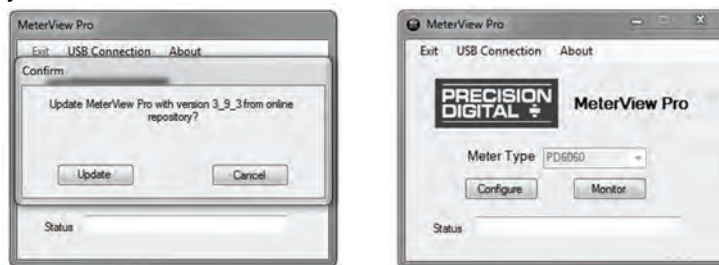 MeterView Pro
Exit USB Connection About
Confirm
Update MeterView Pro with version 3_9_3 from online
repository?
Update Cancel
Status
MeterView Pro
Exit USB Connection About
PRECISION
DIGITAL
MeterView Pro
Meter Type PD6060
Configure Monitor
Status